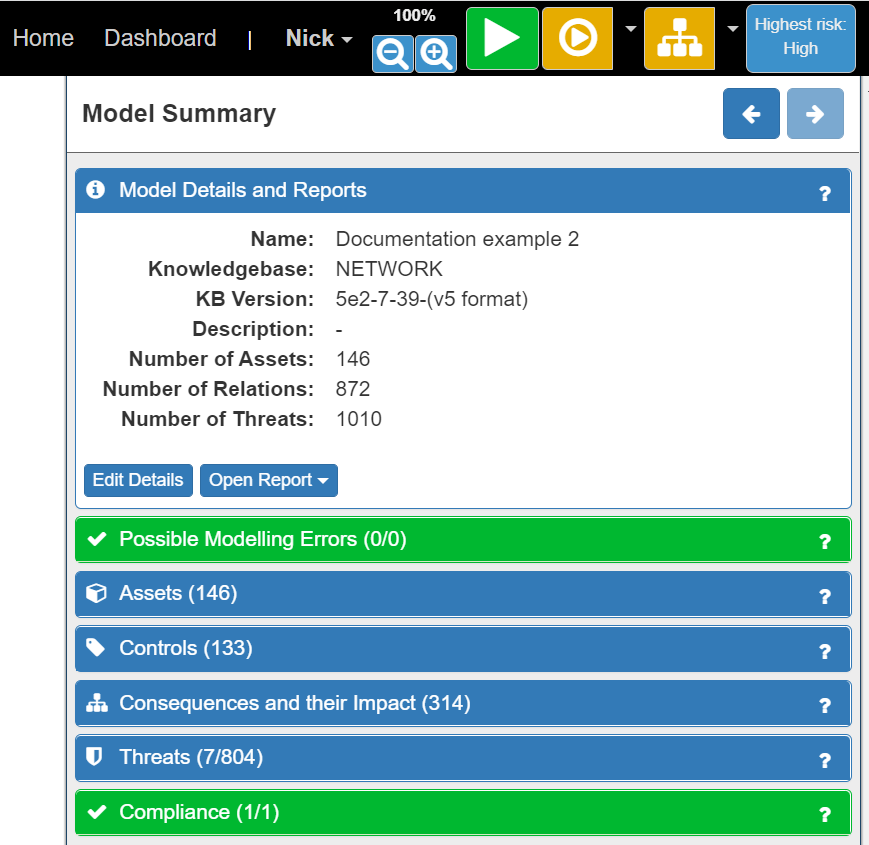 Home Dashboard | Nick 100% Highest risk: High
Model Summary
Model Details and Reports ?
Name: Documentation example 2
Knowledgebase: NETWORK
KB Version: 5e2-7-39-(v5 format)
Description: -
Number of Assets: 146
Number of Relations: 872
Number of Threats: 1010
Edit Details Open Report
Possible Modelling Errors (0/0) ?
Assets (146) ?
Controls (133) ?
Consequences and their Impact (314) ?
Threats (7/804) ?
Compliance (1/1) ?